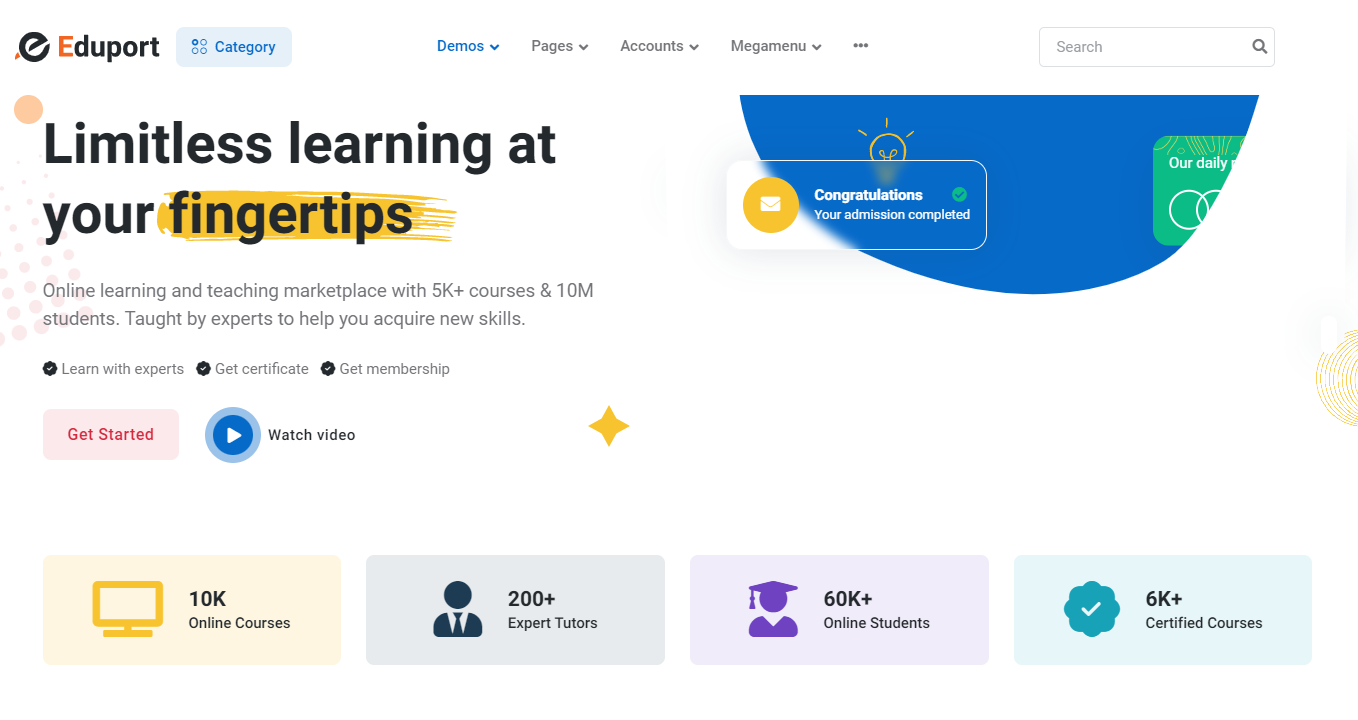 Eduport
Category
Demos
Pages
Accounts
Megamenu
Search
Limitless learning at
your fingertips
Online learning and teaching marketplace with 5K+ courses & 10M
students. Taught by experts to help you acquire new skills.
Learn with experts Get certificate Get membership
Get Started
Watch video
Congratulations
Your admission completed
Our daily
10K
Online Courses
200+
Expert Tutors
60K+
Online Students
6K+
Certified Courses